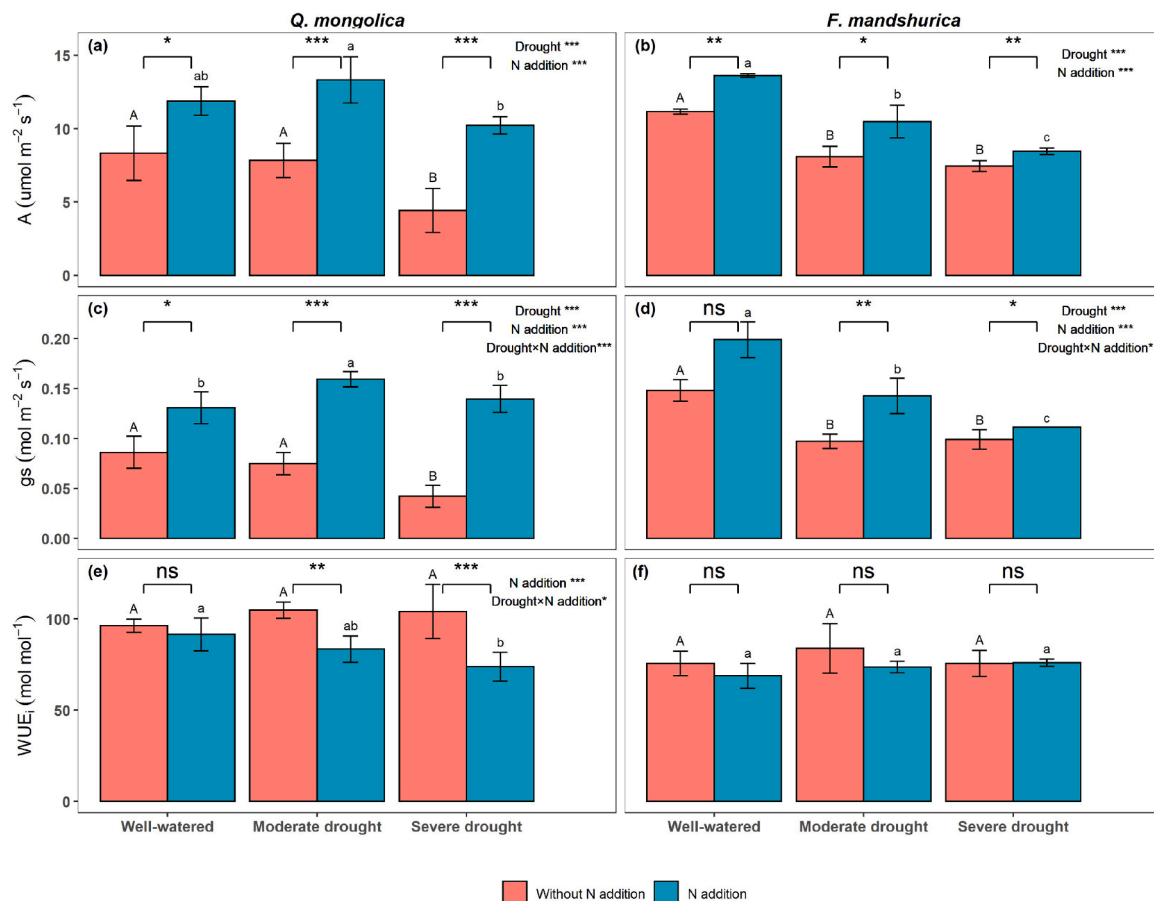 Q. mongolica
F. mandshurica
(a)
*
***
***
Drought ***
N addition ***
A
ab
A
a
B
b
15
10
5
0
A (umol m⁻² s⁻¹)
(b)
**
*
**
Drought ***
N addition ***
A
a
B
b
B
c
(c)
*
***
***
Drought ***
N addition ***
Drought×N addition***
A
b
A
a
B
b
0.20
0.15
0.10
0.05
0.00
gs (mol m⁻² s⁻¹)
(d)
ns
**
*
Drought ***
N addition ***
Drought×N addition*
A
a
B
b
B
c
(e)
ns
**
***
N addition ***
Drought×N addition*
A
a
A
ab
A
b
100
50
0
WUEᵢ (mol mol⁻¹)
(f)
ns
ns
ns
A
a
A
a
A
a
Well-watered Moderate drought Severe drought
Well-watered Moderate drought Severe drought
Without N addition N addition